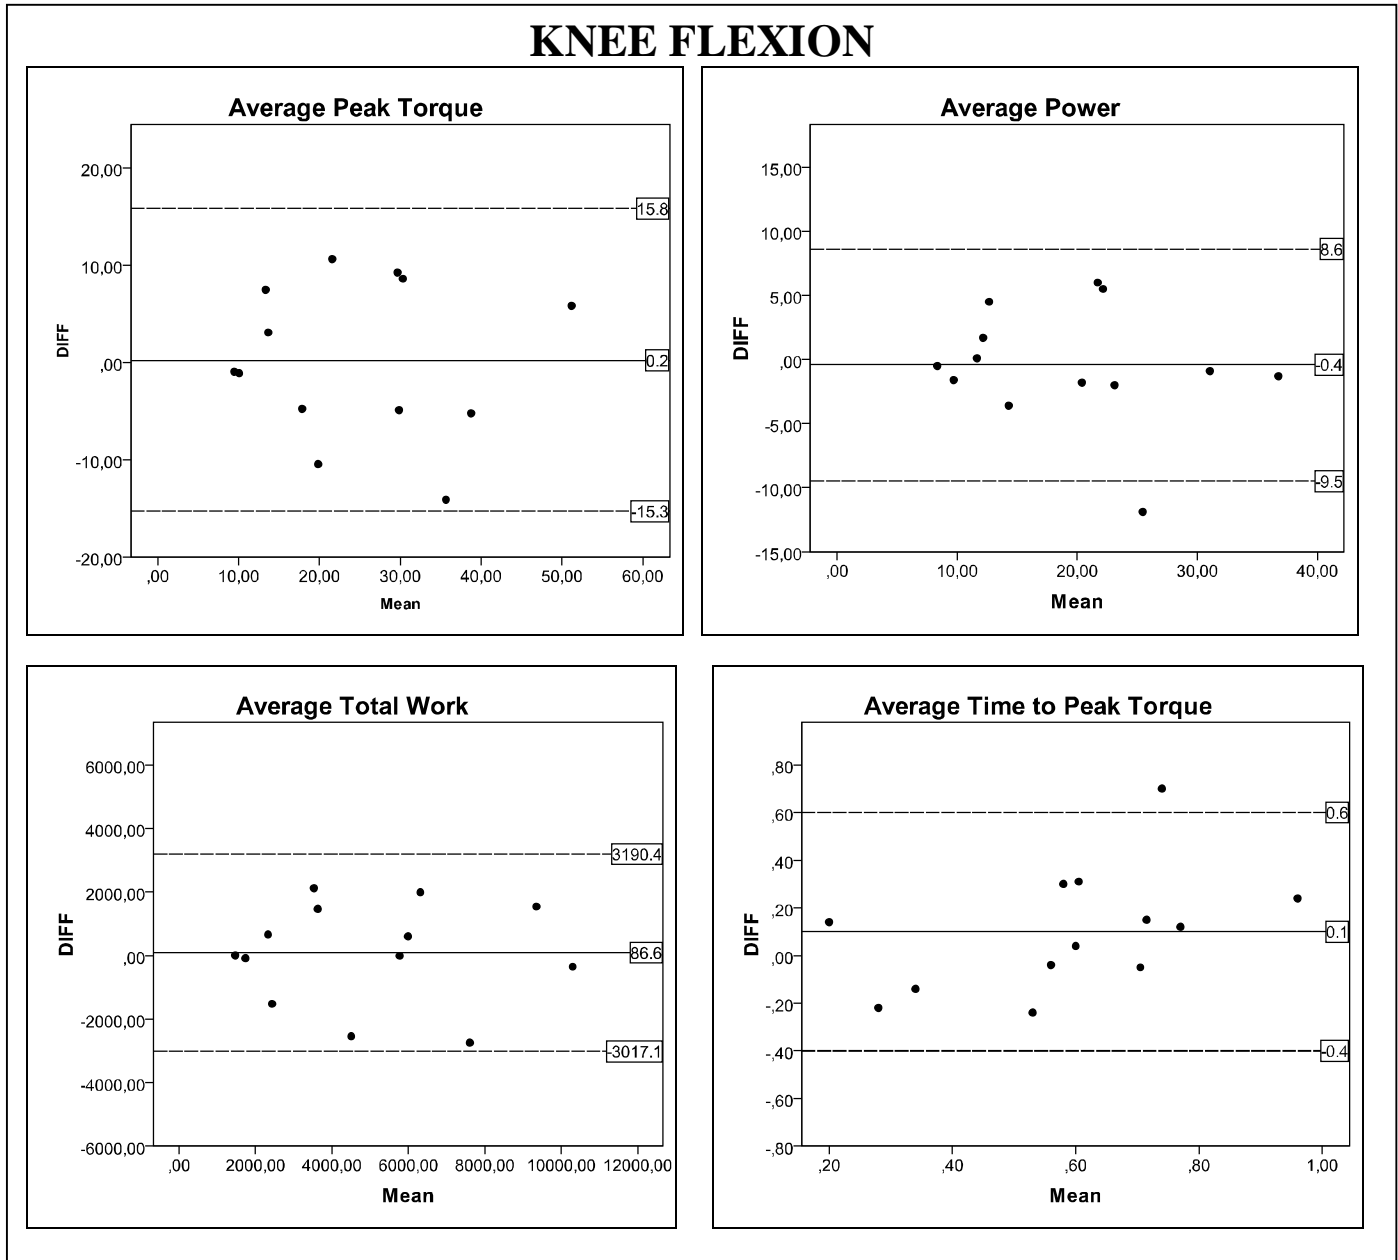 KNEE FLEXION
Average Peak Torque
20,00
15.8
10,00
DIFF
,00
0.2
-10,00
-15.3
-20,00
,00 10,00 20,00 30,00 40,00 50,00 60,00
Mean
Average Power
15,00
10,00
8.6
5,00
DIFF
,00
-0.4
-5,00
-9.5
-10,00
-15,00
,00 10,00 20,00 30,00 40,00
Mean
Average Total Work
6000,00
4000,00
3190.4
2000,00
DIFF
,00
86.6
-2000,00
-3017.1
-4000,00
-6000,00
,00 2000,00 4000,00 6000,00 8000,00 10000,00 12000,00
Mean
Average Time to Peak Torque
,80
,60
0.6
,40
,20
DIFF
0.1
,00
-,20
-,40
-0.4
-,60
-,80
,20 ,40 ,60 ,80 1,00
Mean